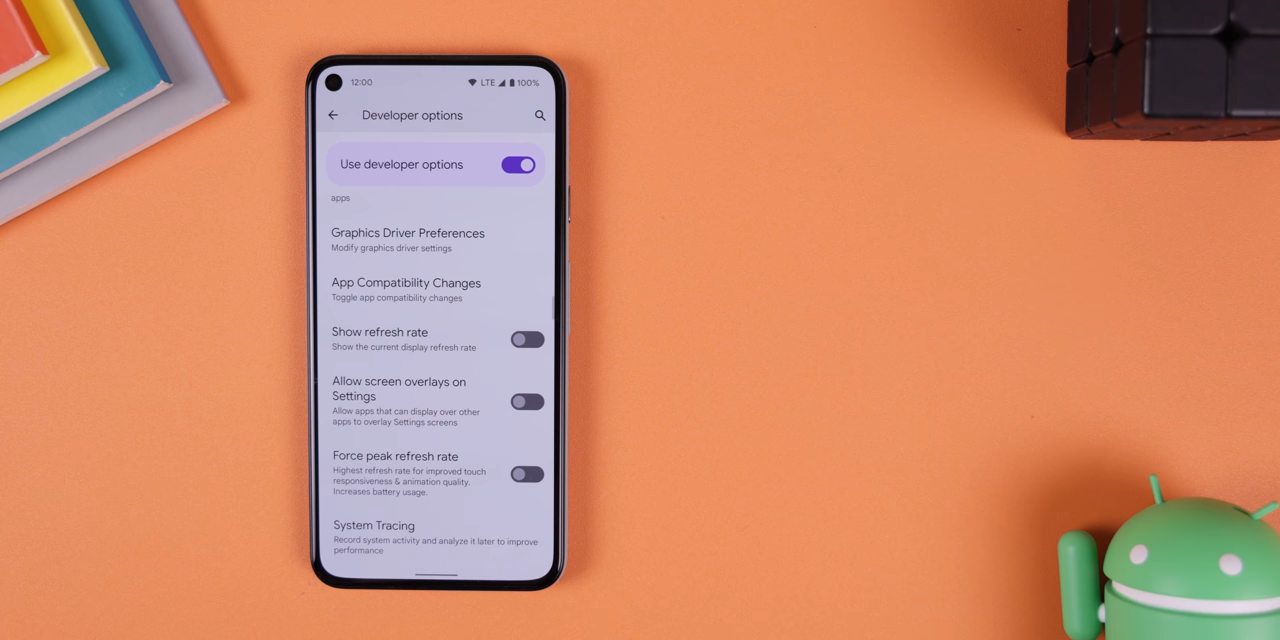 12:00 LTE 100%
Developer options
Use developer options
apps
Graphics Driver Preferences
Modify graphics driver settings
App Compatibility Changes
Toggle app compatibility changes
Show refresh rate
Show the current display refresh rate
Allow screen overlays on
Settings
Allow apps that can display over other
apps to overlay Settings screens
Force peak refresh rate
Highest refresh rate for improved touch
responsiveness & animation quality.
Increases battery usage.
System Tracing
Record system activity and analyze it later to improve
performance